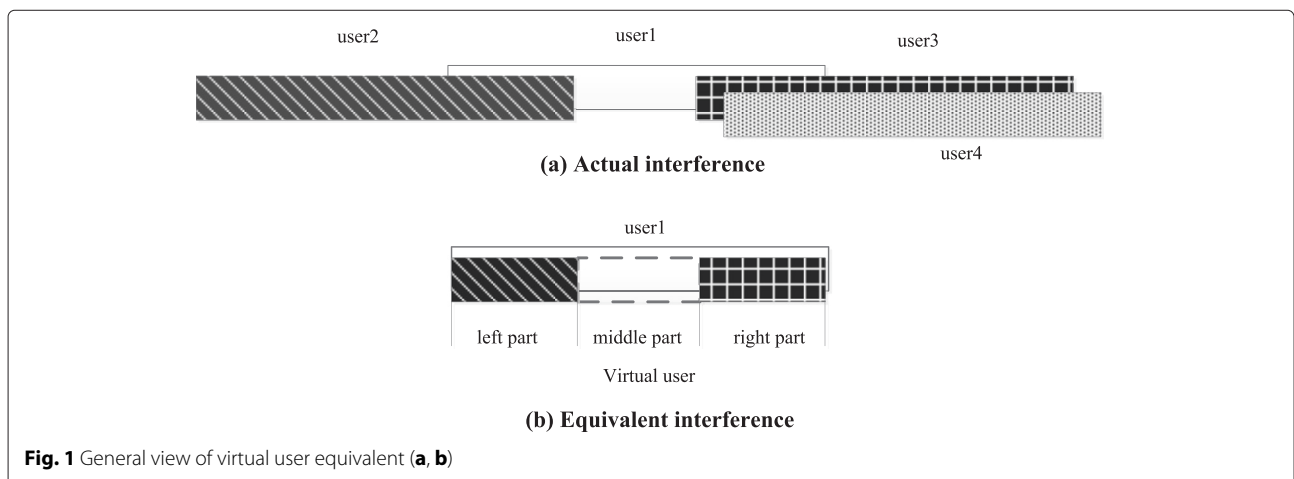 user2 user1 user3
user4
(a) Actual interference
user1
left part middle part right part
Virtual user
(b) Equivalent interference
Fig. 1 General view of virtual user equivalent (a, b)